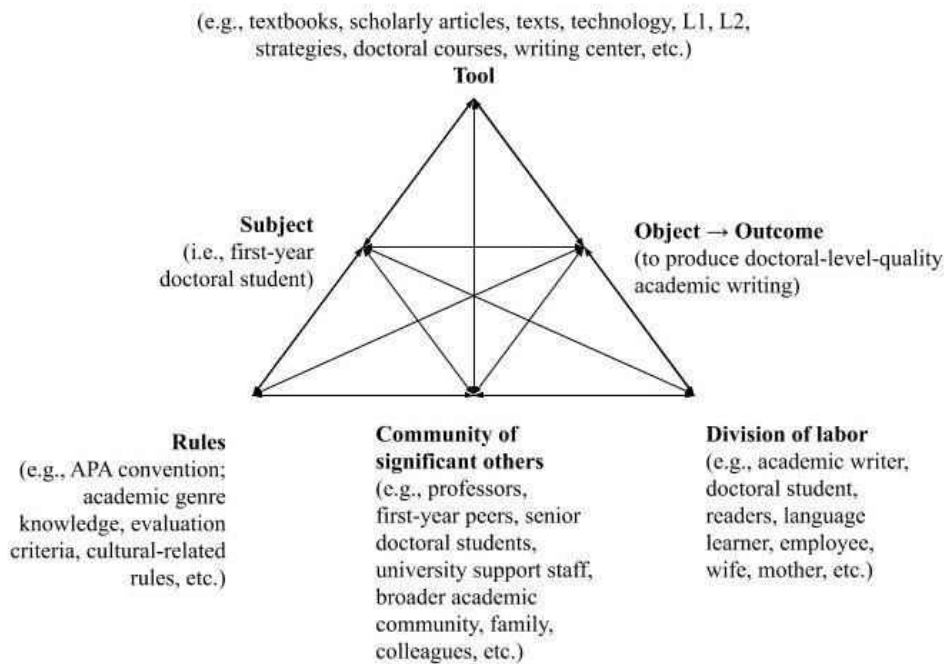 (e.g., textbooks, scholarly articles, texts, technology, L1, L2,
strategies, doctoral courses, writing center, etc.)
Tool
Subject
(i.e., first-year
doctoral student)
Object → Outcome
(to produce doctoral-level-quality
academic writing)
Rules
(e.g., APA convention;
academic genre
knowledge, evaluation
criteria, cultural-related
rules, etc.)
Community of
significant others
(e.g., professors,
first-year peers, senior
doctoral students,
university support staff,
broader academic
community, family,
colleagues, etc.)
Division of labor
(e.g., academic writer,
doctoral student,
readers, language
learner, employee,
wife, mother, etc.)